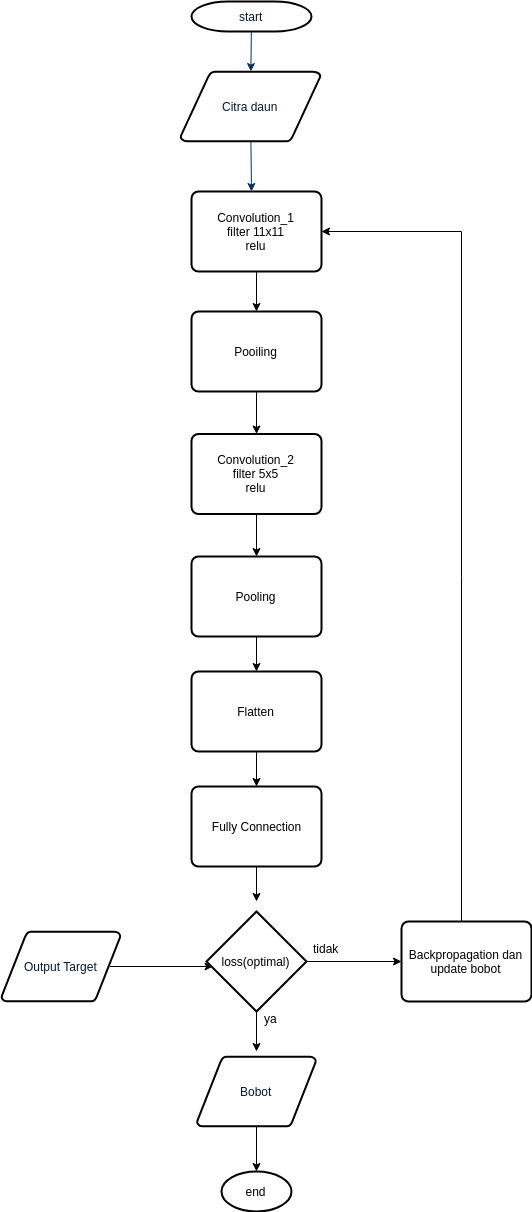 start
Citra daun
Convolution_1
filter 11x11
relu
Pooiling
Convolution_2
filter 5x5
relu
Pooling
Flatten
Fully Connection
Output Target
loss(optimal)
tidak
Backpropagation dan
update bobot
ya
Bobot
end